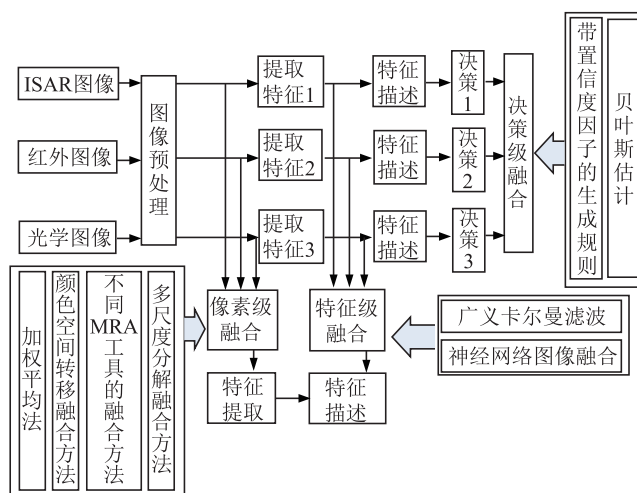 ISAR图像
红外图像
光学图像
图像预处理
提取
特征1
提取
特征2
提取
特征3
特征
描述
特征
描述
特征
描述
决策1
决策2
决策3
决策级融合
带置信度因子的生成规则
贝叶斯估计
加权平均法
颜色空间转移融合方法
不同
MRA
工具的融合方法
多尺度分解融合方法
像素级
融合
特征级
融合
特征
提取
特征
描述
广义卡尔曼滤波
神经网络图像融合